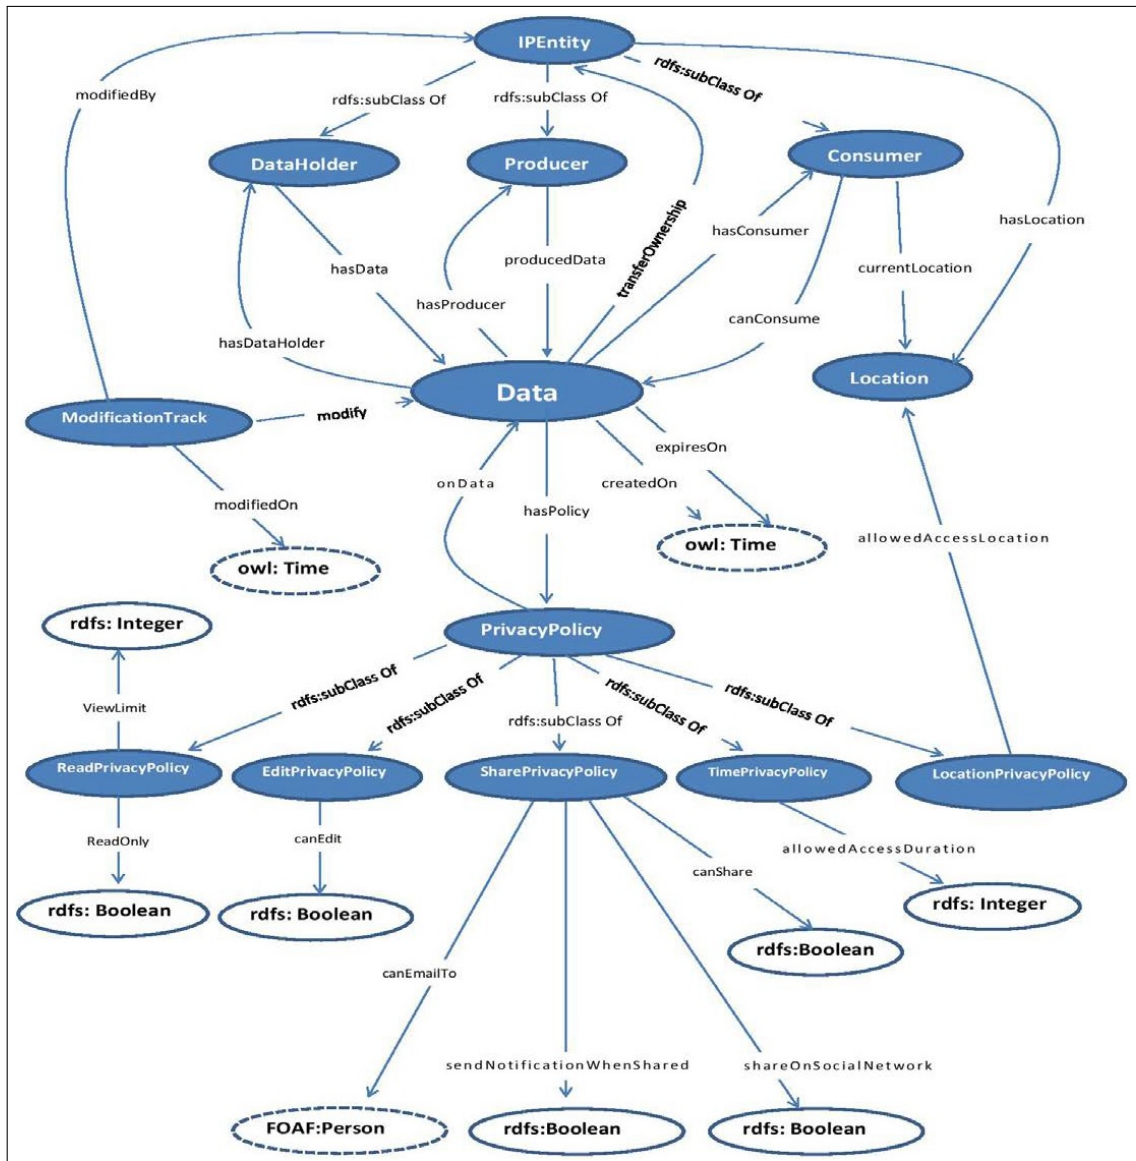 IPEntity
rdfs:subClass Of
modifiedBy
rdfs:subClass Of
rdfs:subClass Of
DataHolder
Producer
Consumer
hasLocation
transferOwnership
hasConsumer
producedData
hasData
currentLocation
hasProducer
canConsume
hasDataHolder
Location
Data
ModificationTrack
modify
expiresOn
onData
createdOn
modifiedOn
hasPolicy
allowedAccessLocation
owl: Time
owl: Time
rdfs: Integer
PrivacyPolicy
rdfs:subClass Of
rdfs:subClass Of
rdfs:subClass Of
rdfs:subClass Of
rdfs:subClass Of
ViewLimit
ReadPrivacyPolicy
EditPrivacyPolicy
SharePrivacyPolicy
TimePrivacyPolicy
LocationPrivacyPolicy
ReadOnly
canEdit
allowedAccessDuration
canShare
rdfs: Boolean
rdfs: Boolean
rdfs: Integer
rdfs:Boolean
canEmailTo
sendNotificationWhenShared
shareOnSocialNetwork
FOAF:Person
rdfs:Boolean
rdfs: Boolean